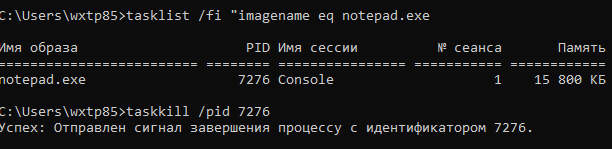 C:\Users\wxtp85>tasklist /fi "imagename eq notepad.exe
Имя образа                     PID Имя сессии          № сеанса       Память
========================= ======== ================ =========== ============
notepad.exe                   7276 Console                    1    15 800 КБ
C:\Users\wxtp85>taskkill /pid 7276
Успех: Отправлен сигнал завершения процессу с идентификатором 7276.